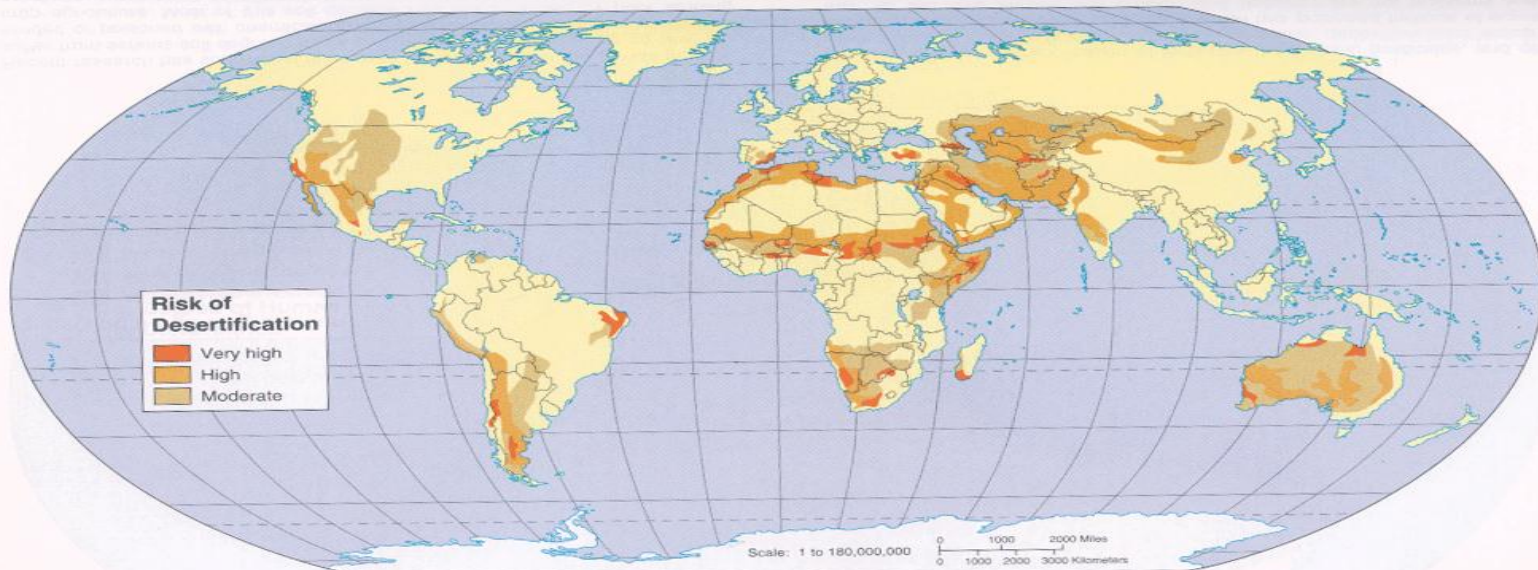 Risk of
Desertification
Very high
High
Moderate
Scale: 1 to 180,000,000
0 1000 2000 Miles
0 1000 2000 3000 Kilometers